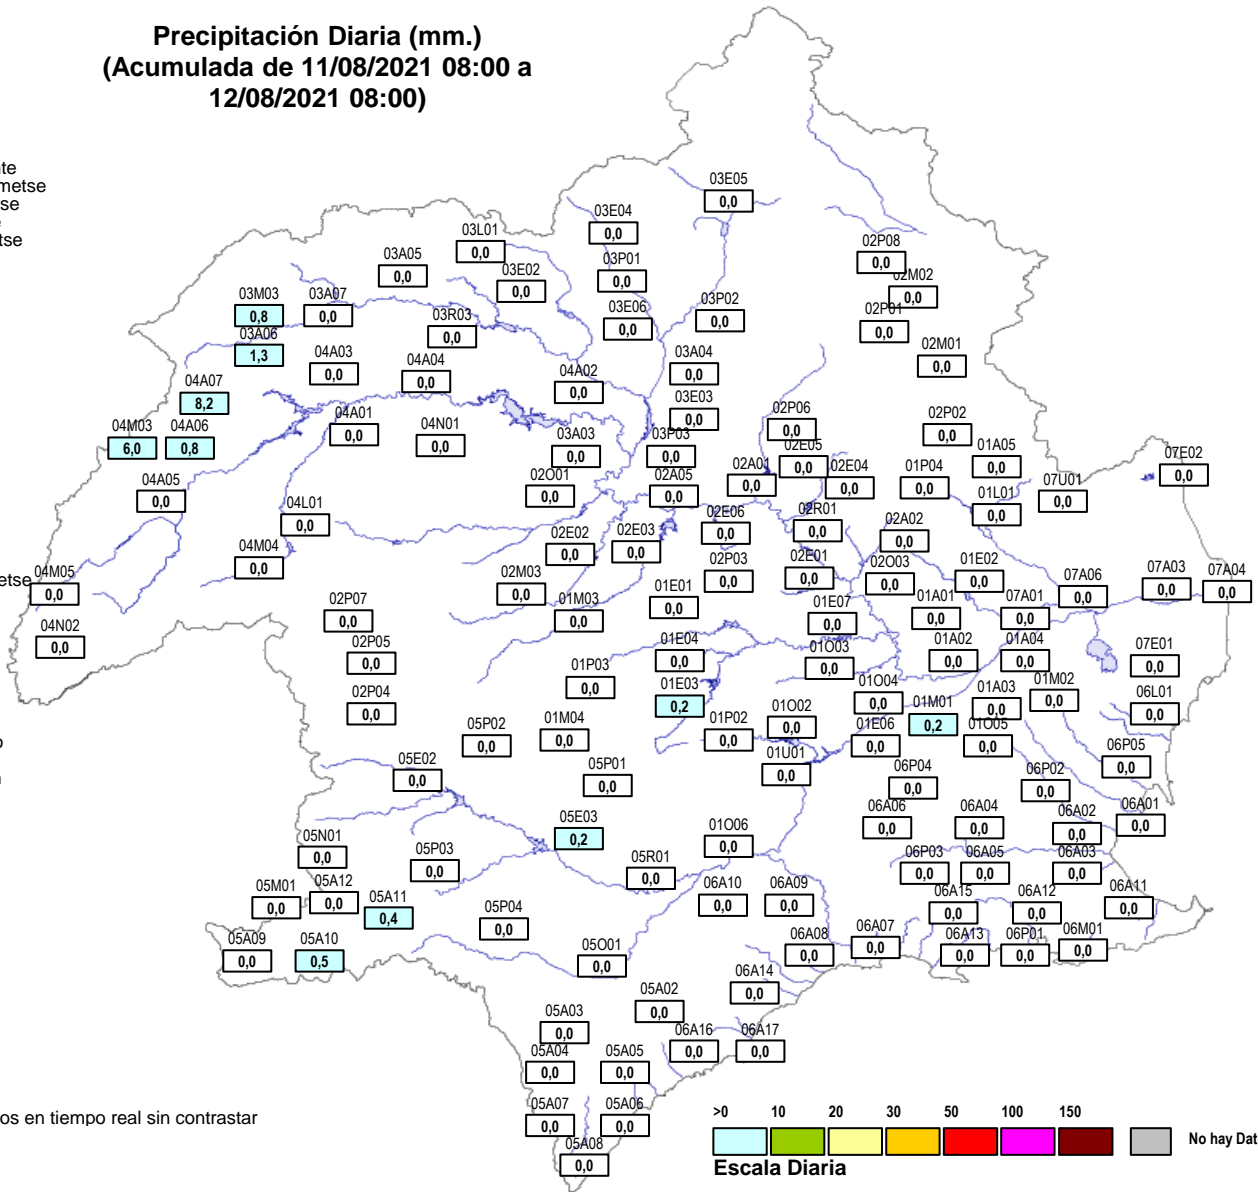 Precipitación Diaria (mm.)
(Acumulada de 11/08/2021 08:00 a
12/08/2021 08:00)
nte
metse
se
tse
metse
o
03E05
0,0
03E04
0,0
03L01
0,0
03A05
0,0
03E02
0,0
03P01
0,0
02P08
0,0
02M02
0,0
03M03
0,8
03A07
0,0
03R03
0,0
03E06
0,0
03P02
0,0
02P01
0,0
03A06
1,3
04A03
0,0
04A04
0,0
04A02
0,0
03A04
0,0
02M01
0,0
04A07
8,2
04M03
6,0
04A06
0,8
04A01
0,0
04N01
0,0
03E03
0,0
02P06
0,0
02P02
0,0
03A03
0,0
03P03
0,0
02E05
0,0
01A05
0,0
07E02
0,0
04A05
0,0
02O01
0,0
02A05
0,0
02A01
0,0
02E04
0,0
01P04
0,0
07U01
0,0
01L01
0,0
04L01
0,0
02E06
0,0
02R01
0,0
02A02
0,0
04M04
0,0
02E02
0,0
02E03
0,0
04M05
0,0
02M03
0,0
02P03
0,0
02E01
0,0
02O03
0,0
01E02
0,0
07A06
0,0
07A03
0,0
07A04
0,0
02P07
0,0
01M03
0,0
01E01
0,0
01E07
0,0
01A01
0,0
07A01
0,0
04N02
0,0
02P05
0,0
01E04
0,0
01O03
0,0
01A02
0,0
01A04
0,0
07E01
0,0
01P03
0,0
01E03
0,2
01O04
0,0
01M02
0,0
02P04
0,0
01M01
0,2
01A03
0,0
06L01
0,0
05P02
0,0
01M04
0,0
01P02
0,0
01O02
0,0
01E06
0,0
01O05
0,0
05E02
0,0
05P01
0,0
01U01
0,0
06P04
0,0
06P02
0,0
06P05
0,0
05E03
0,2
01O06
0,0
06A06
0,0
06A04
0,0
06A02
0,0
06A01
0,0
05N01
0,0
05P03
0,0
05R01
0,0
06P03
0,0
06A05
0,0
06A03
0,0
05M01
0,0
05A12
0,0
05A11
0,4
06A10
0,0
06A09
0,0
06A15
0,0
06A12
0,0
06A11
0,0
05P04
0,0
05A09
0,0
05A10
0,5
05O01
0,0
06A08
0,0
06A07
0,0
06A13
0,0
06P01
0,0
06M01
0,0
06A14
0,0
05A02
0,0
05A03
0,0
06A16
0,0
06A17
0,0
05A04
0,0
05A05
0,0
05A07
0,0
05A06
0,0
05A08
0,0
os en tiempo real sin contrastar
>0 10 20 30 50 100 150
No hay Dat
Escala Diaria